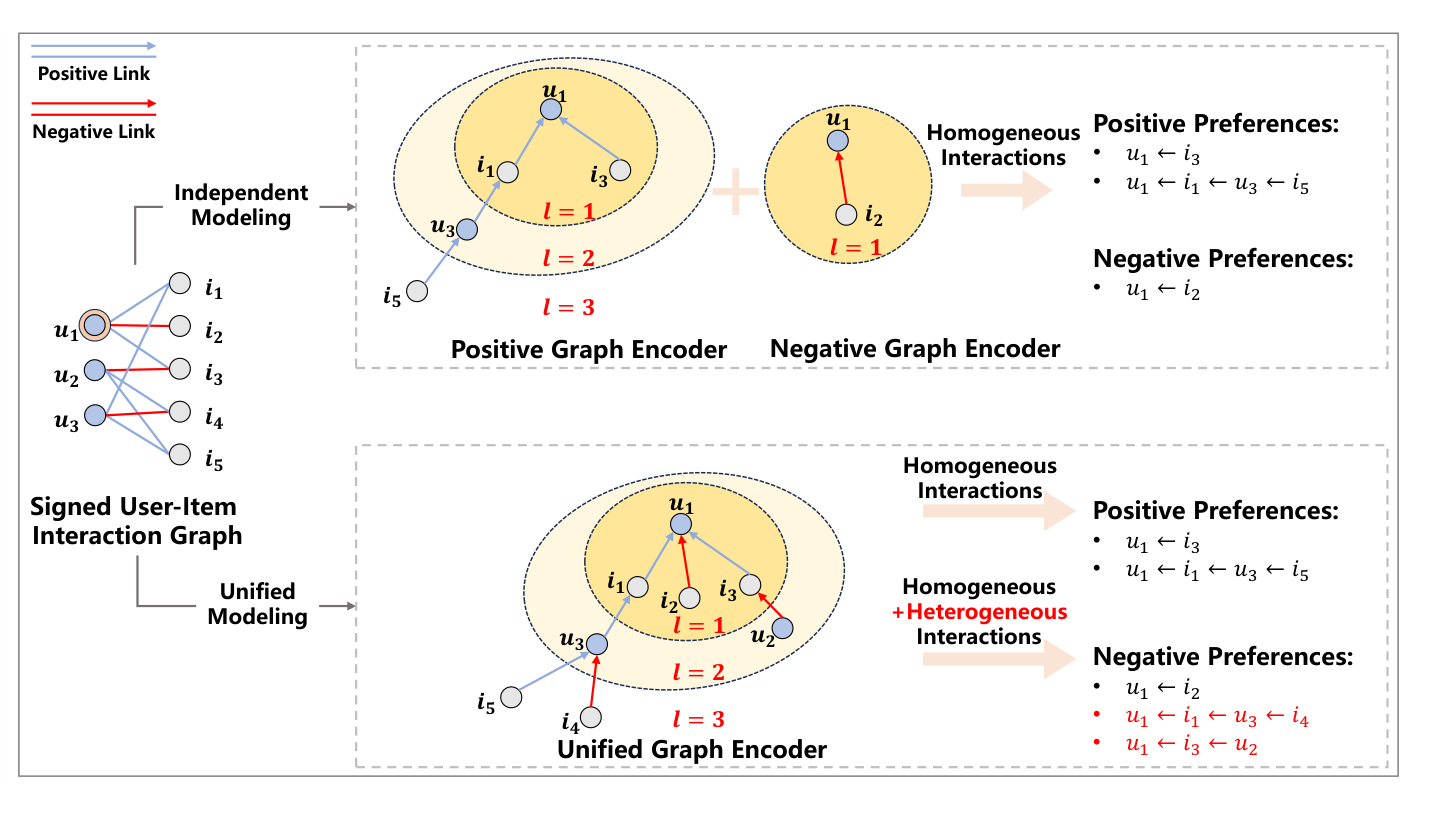 Positive Link
Negative Link
Independent
Modeling
u₁
u₂
u₃
i₁
i₂
i₃
i₄
i₅
Signed User-Item
Interaction Graph
Unified
Modeling
u₁
i₁
i₃
l = 1
u₃
l = 2
i₅
l = 3
Positive Graph Encoder
+
u₁
i₂
l = 1
Negative Graph Encoder
Homogeneous
Interactions
Positive Preferences:
• u₁ ← i₃
• u₁ ← i₁ ← u₃ ← i₅
Negative Preferences:
• u₁ ← i₂
u₁
i₁
i₂
i₃
l = 1
u₂
u₃
l = 2
i₅
i₄
l = 3
Unified Graph Encoder
Homogeneous
Interactions
Homogeneous
+Heterogeneous
Interactions
Positive Preferences:
• u₁ ← i₃
• u₁ ← i₁ ← u₃ ← i₅
Negative Preferences:
• u₁ ← i₂
• u₁ ← i₁ ← u₃ ← i₄
• u₁ ← i₃ ← u₂